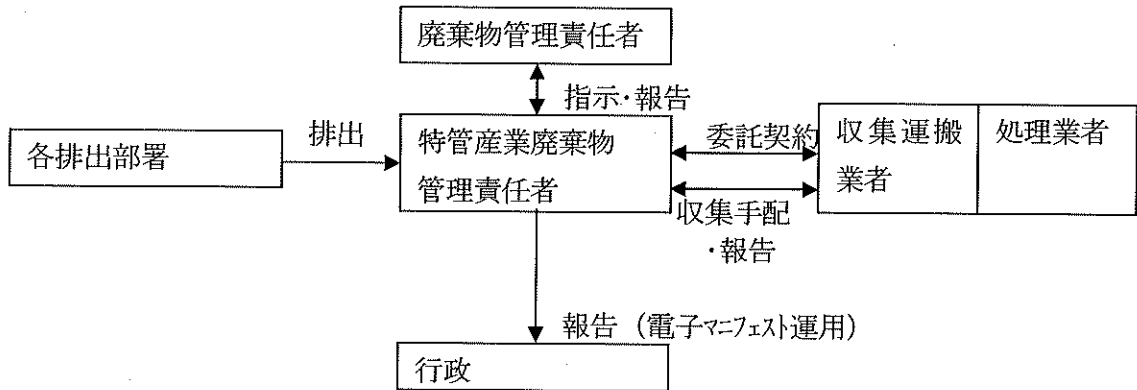 廃棄物管理責任者
指示・報告
各排出部署
排出
特管産業廃棄物
管理責任者
委託契約
収集手配
・報告
収集運搬
業者
処理業者
報告（電子マニフェスト運用）
行政